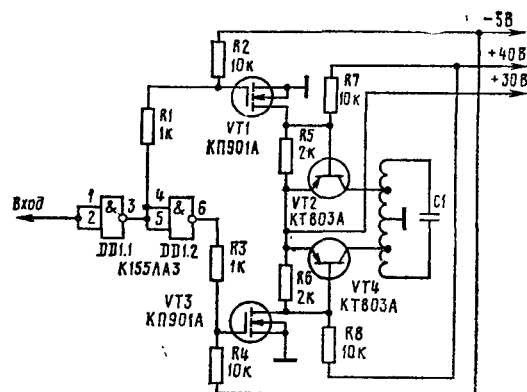 -5В
+40В
+30В
R2
10к
R7
10к
R1
1к
VT1
КП901А
R5
2к
VT2
КТ803А
С1
Вход
1
2
&
3
DD1.1
4
5
&
6
DD1.2
К155ЛА3
R3
1к
VT3
КП901А
R6
2к
VT4
КТ803А
R4
10к
R8
10к